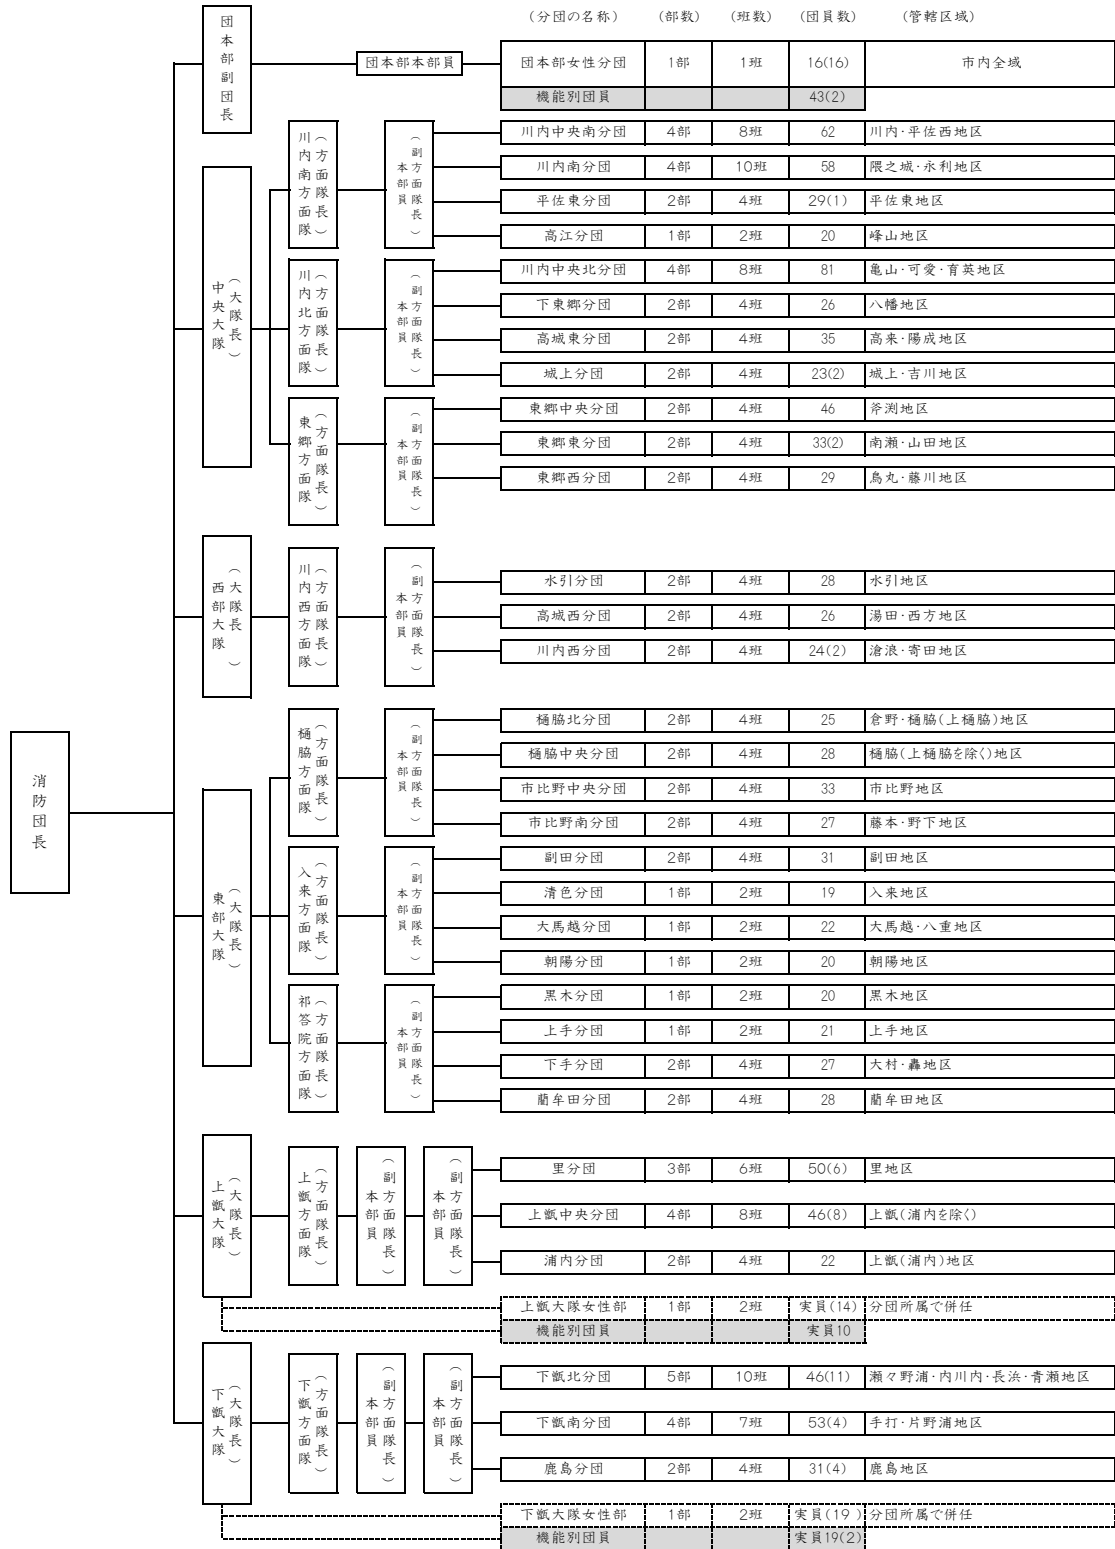 (分団の名称) (部数) (班数) (団員数) (管轄区域)
消防団長
団本部副団長
団本部本部員
団本部女性分団 1部 1班 16(16) 市内全域
機能別団員 43(2)
中央大隊(大隊長)
川内南方面隊(方面隊長)
本部員(副方面隊長)
川内中央南分団 4部 8班 62 川内・平佐西地区
川内南分団 4部 10班 58 隈之城・永利地区
平佐東分団 2部 4班 29(1) 平佐東地区
高江分団 1部 2班 20 峰山地区
川内北方面隊(方面隊長)
本部員(副方面隊長)
川内中央北分団 4部 8班 81 亀山・可愛・育英地区
下東郷分団 2部 4班 26 八幡地区
高城東分団 2部 4班 35 高来・陽成地区
城上分団 2部 4班 23(2) 城上・吉川地区
東郷方面隊(方面隊長)
本部員(副方面隊長)
東郷中央分団 2部 4班 46 斧渕地区
東郷東分団 2部 4班 33(2) 南瀬・山田地区
東郷西分団 2部 4班 29 鳥丸・藤川地区
西部大隊(大隊長)
川内西方面隊(方面隊長)
本部員(副方面隊長)
水引分団 2部 4班 28 水引地区
高城西分団 2部 4班 26 湯田・西方地区
川内西分団 2部 4班 24(2) 滄浪・寄田地区
東部大隊(大隊長)
樋脇方面隊(方面隊長)
本部員(副方面隊長)
樋脇北分団 2部 4班 25 倉野・樋脇(上樋脇)地区
樋脇中央分団 2部 4班 28 樋脇(上樋脇を除く)地区
市比野中央分団 2部 4班 33 市比野地区
市比野南分団 2部 4班 27 藤本・野下地区
入来方面隊(方面隊長)
本部員(副方面隊長)
副田分団 2部 4班 31 副田地区
清色分団 1部 2班 19 入来地区
大馬越分団 1部 2班 22 大馬越・八重地区
朝陽分団 1部 2班 20 朝陽地区
祁答院方面隊(方面隊長)
本部員(副方面隊長)
黒木分団 1部 2班 20 黒木地区
上手分団 1部 2班 21 上手地区
下手分団 2部 4班 27 大村・轟地区
藺牟田分団 2部 4班 28 藺牟田地区
上甑大隊(大隊長)
上甑方面隊(方面隊長)
本部員(副方面隊長)
本部員(副方面隊長)
里分団 3部 6班 50(6) 里地区
上甑中央分団 4部 8班 46(8) 上甑(浦内を除く)
浦内分団 2部 4班 22 上甑(浦内)地区
上甑大隊女性部 1部 2班 実員(14) 分団所属で併任
機能別団員 実員10
下甑大隊(大隊長)
下甑方面隊(方面隊長)
本部員(副方面隊長)
本部員(副方面隊長)
下甑北分団 5部 10班 46(11) 瀬々野浦・内川内・長浜・青瀬地区
下甑南分団 4部 7班 53(4) 手打・片野浦地区
鹿島分団 2部 4班 31(4) 鹿島地区
下甑大隊女性部 1部 2班 実員(19 ) 分団所属で併任
機能別団員 実員19(2)